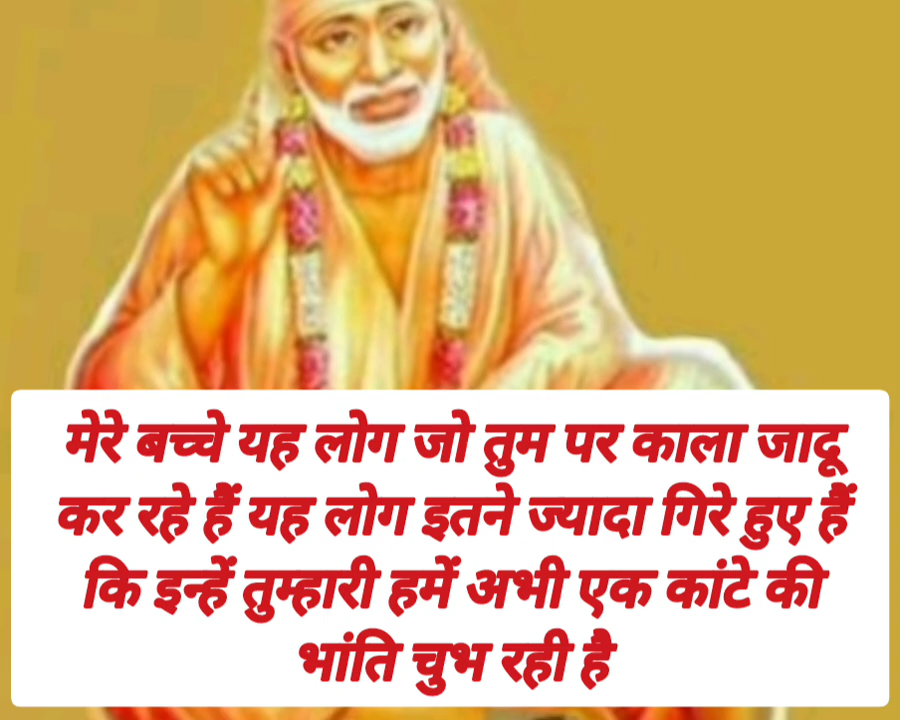 मेरे बच्चे यह लोग जो तुम पर काला जादू
कर रहे हैं यह लोग इतने ज्यादा गिरे हुए हैं
कि इन्हें तुम्हारी हमें अभी एक कांटे की
भांति चुभ रही है